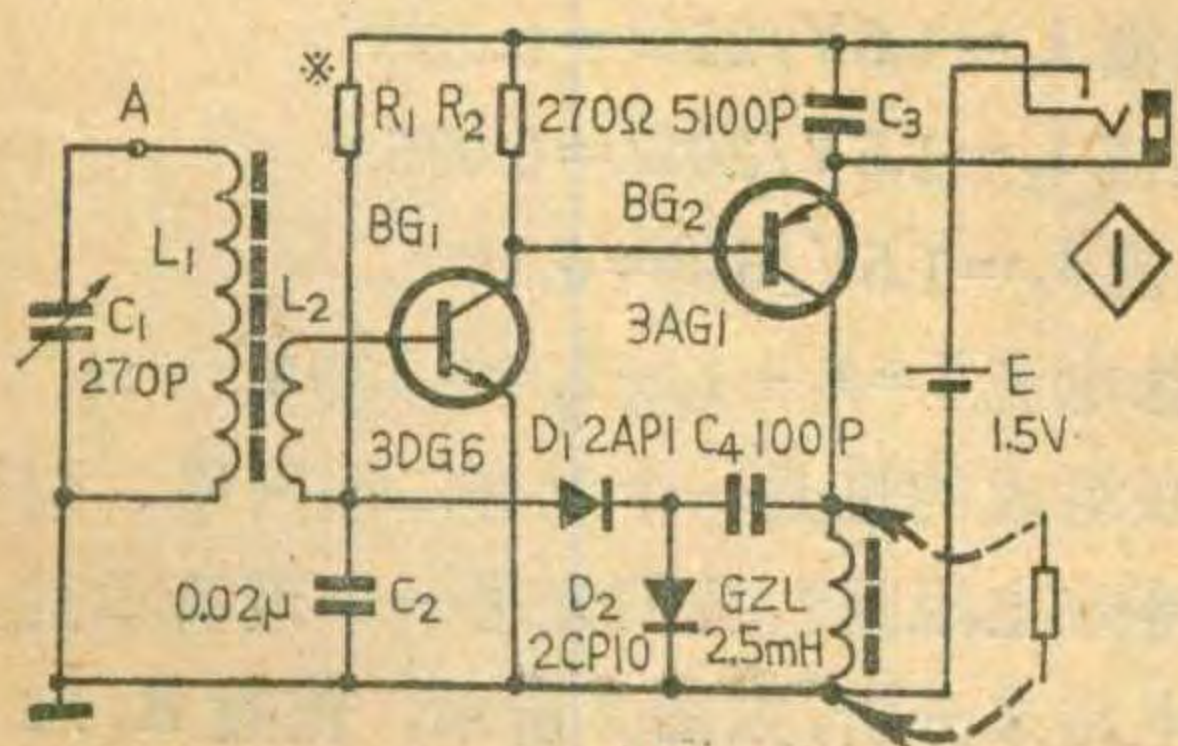 ※
A
R₁
R₂
270Ω
5100P
C₃
L₁
BG₁
BG₂
L₂
C₁
270P
3DG6
3AG1
1
E
1.5V
D₁ 2AP1
C₄ 100P
0.02μ
C₂
D₂
2CP10
GZL
2.5mH